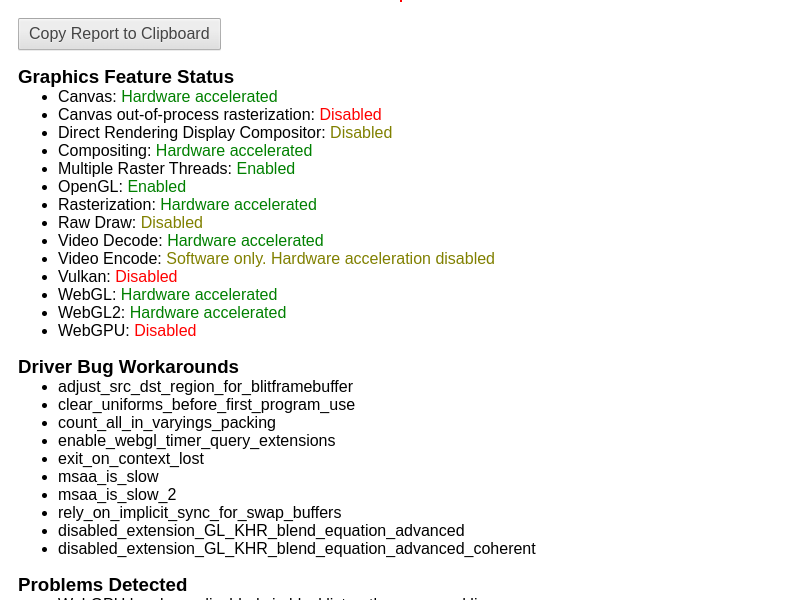 Copy Report to Clipboard
Graphics Feature Status
Canvas: Hardware accelerated
Canvas out-of-process rasterization: Disabled
Direct Rendering Display Compositor: Disabled
Compositing: Hardware accelerated
Multiple Raster Threads: Enabled
OpenGL: Enabled
Rasterization: Hardware accelerated
Raw Draw: Disabled
Video Decode: Hardware accelerated
Video Encode: Software only. Hardware acceleration disabled
Vulkan: Disabled
WebGL: Hardware accelerated
WebGL2: Hardware accelerated
WebGPU: Disabled
Driver Bug Workarounds
adjust_src_dst_region_for_blitframebuffer
clear_uniforms_before_first_program_use
count_all_in_varyings_packing
enable_webgl_timer_query_extensions
exit_on_context_lost
msaa_is_slow
msaa_is_slow_2
rely_on_implicit_sync_for_swap_buffers
disabled_extension_GL_KHR_blend_equation_advanced
disabled_extension_GL_KHR_blend_equation_advanced_coherent
Problems Detected